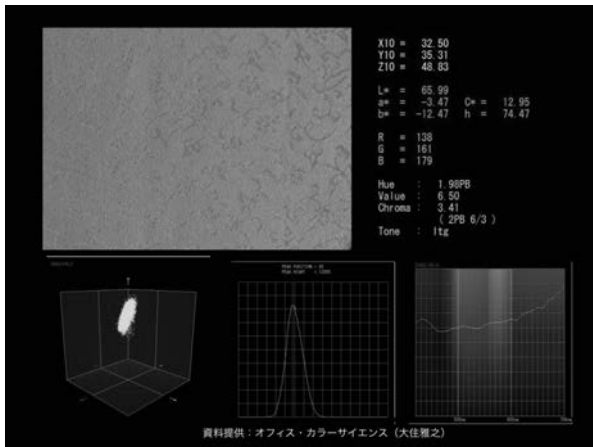 X10 = 32.50
Y10 = 35.31
Z10 = 48.83
L* = 65.99
a* = -3.47 C* = 12.95
b* = -12.47 h = 74.47
R = 138
G = 161
B = 179
Hue : 1.98PB
Value : 6.50
Chroma : 3.41
( 2PB 6/3 )
Tone : ltg
資料提供：オフィス・カラーサイエンス（大住雅之）